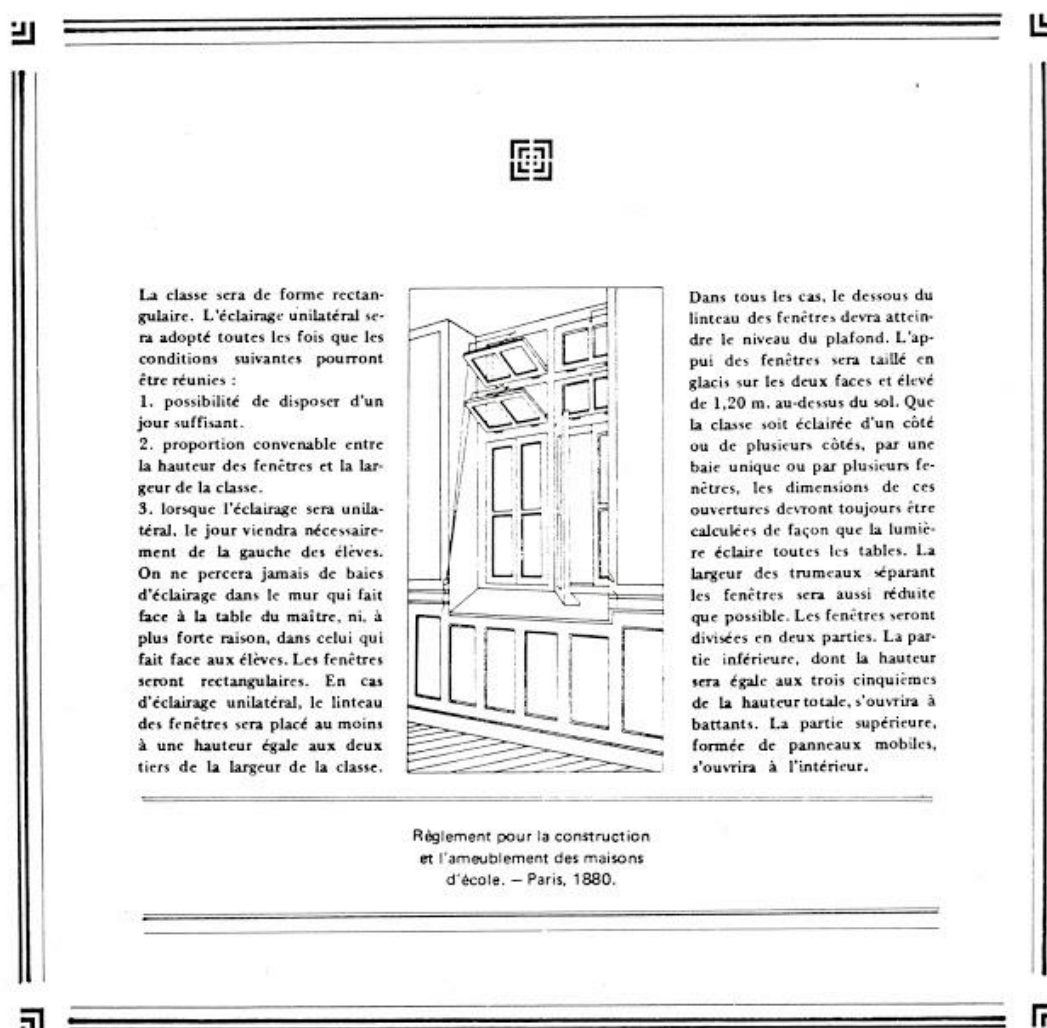 La classe sera de forme rectan-
gulaire. L'éclairage unilatéral se-
ra adopté toutes les fois que les
conditions suivantes pourront
être réunies :
1. possibilité de disposer d'un
jour suffisant.
2. proportion convenable entre
la hauteur des fenêtres et la lar-
geur de la classe.
3. lorsque l'éclairage sera unila-
téral, le jour viendra nécessaire-
ment de la gauche des élèves.
On ne percera jamais de baies
d'éclairage dans le mur qui fait
face à la table du maître, ni, à
plus forte raison, dans celui qui
fait face aux élèves. Les fenêtres
seront rectangulaires. En cas
d'éclairage unilatéral, le linteau
des fenêtres sera placé au moins
à une hauteur égale aux deux
tiers de la largeur de la classe.
Dans tous les cas, le dessous du
linteau des fenêtres devra attein-
dre le niveau du plafond. L'ap-
pui des fenêtres sera taillé en
glacis sur les deux faces et élevé
de 1,20 m. au-dessus du sol. Que
la classe soit éclairée d'un côté
ou de plusieurs côtés, par une
baie unique ou par plusieurs fe-
nêtres, les dimensions de ces
ouvertures devront toujours être
calculées de façon que la lumiè-
re éclaire toutes les tables. La
largeur des trumeaux séparant
les fenêtres sera aussi réduite
que possible. Les fenêtres seront
divisées en deux parties. La par-
tie inférieure, dont la hauteur
sera égale aux trois cinquièmes
de la hauteur totale, s'ouvrira à
battants. La partie supérieure,
formée de panneaux mobiles,
s'ouvrira à l'intérieur.
Règlement pour la construction
et l'ameublement des maisons
d'école. — Paris, 1880.